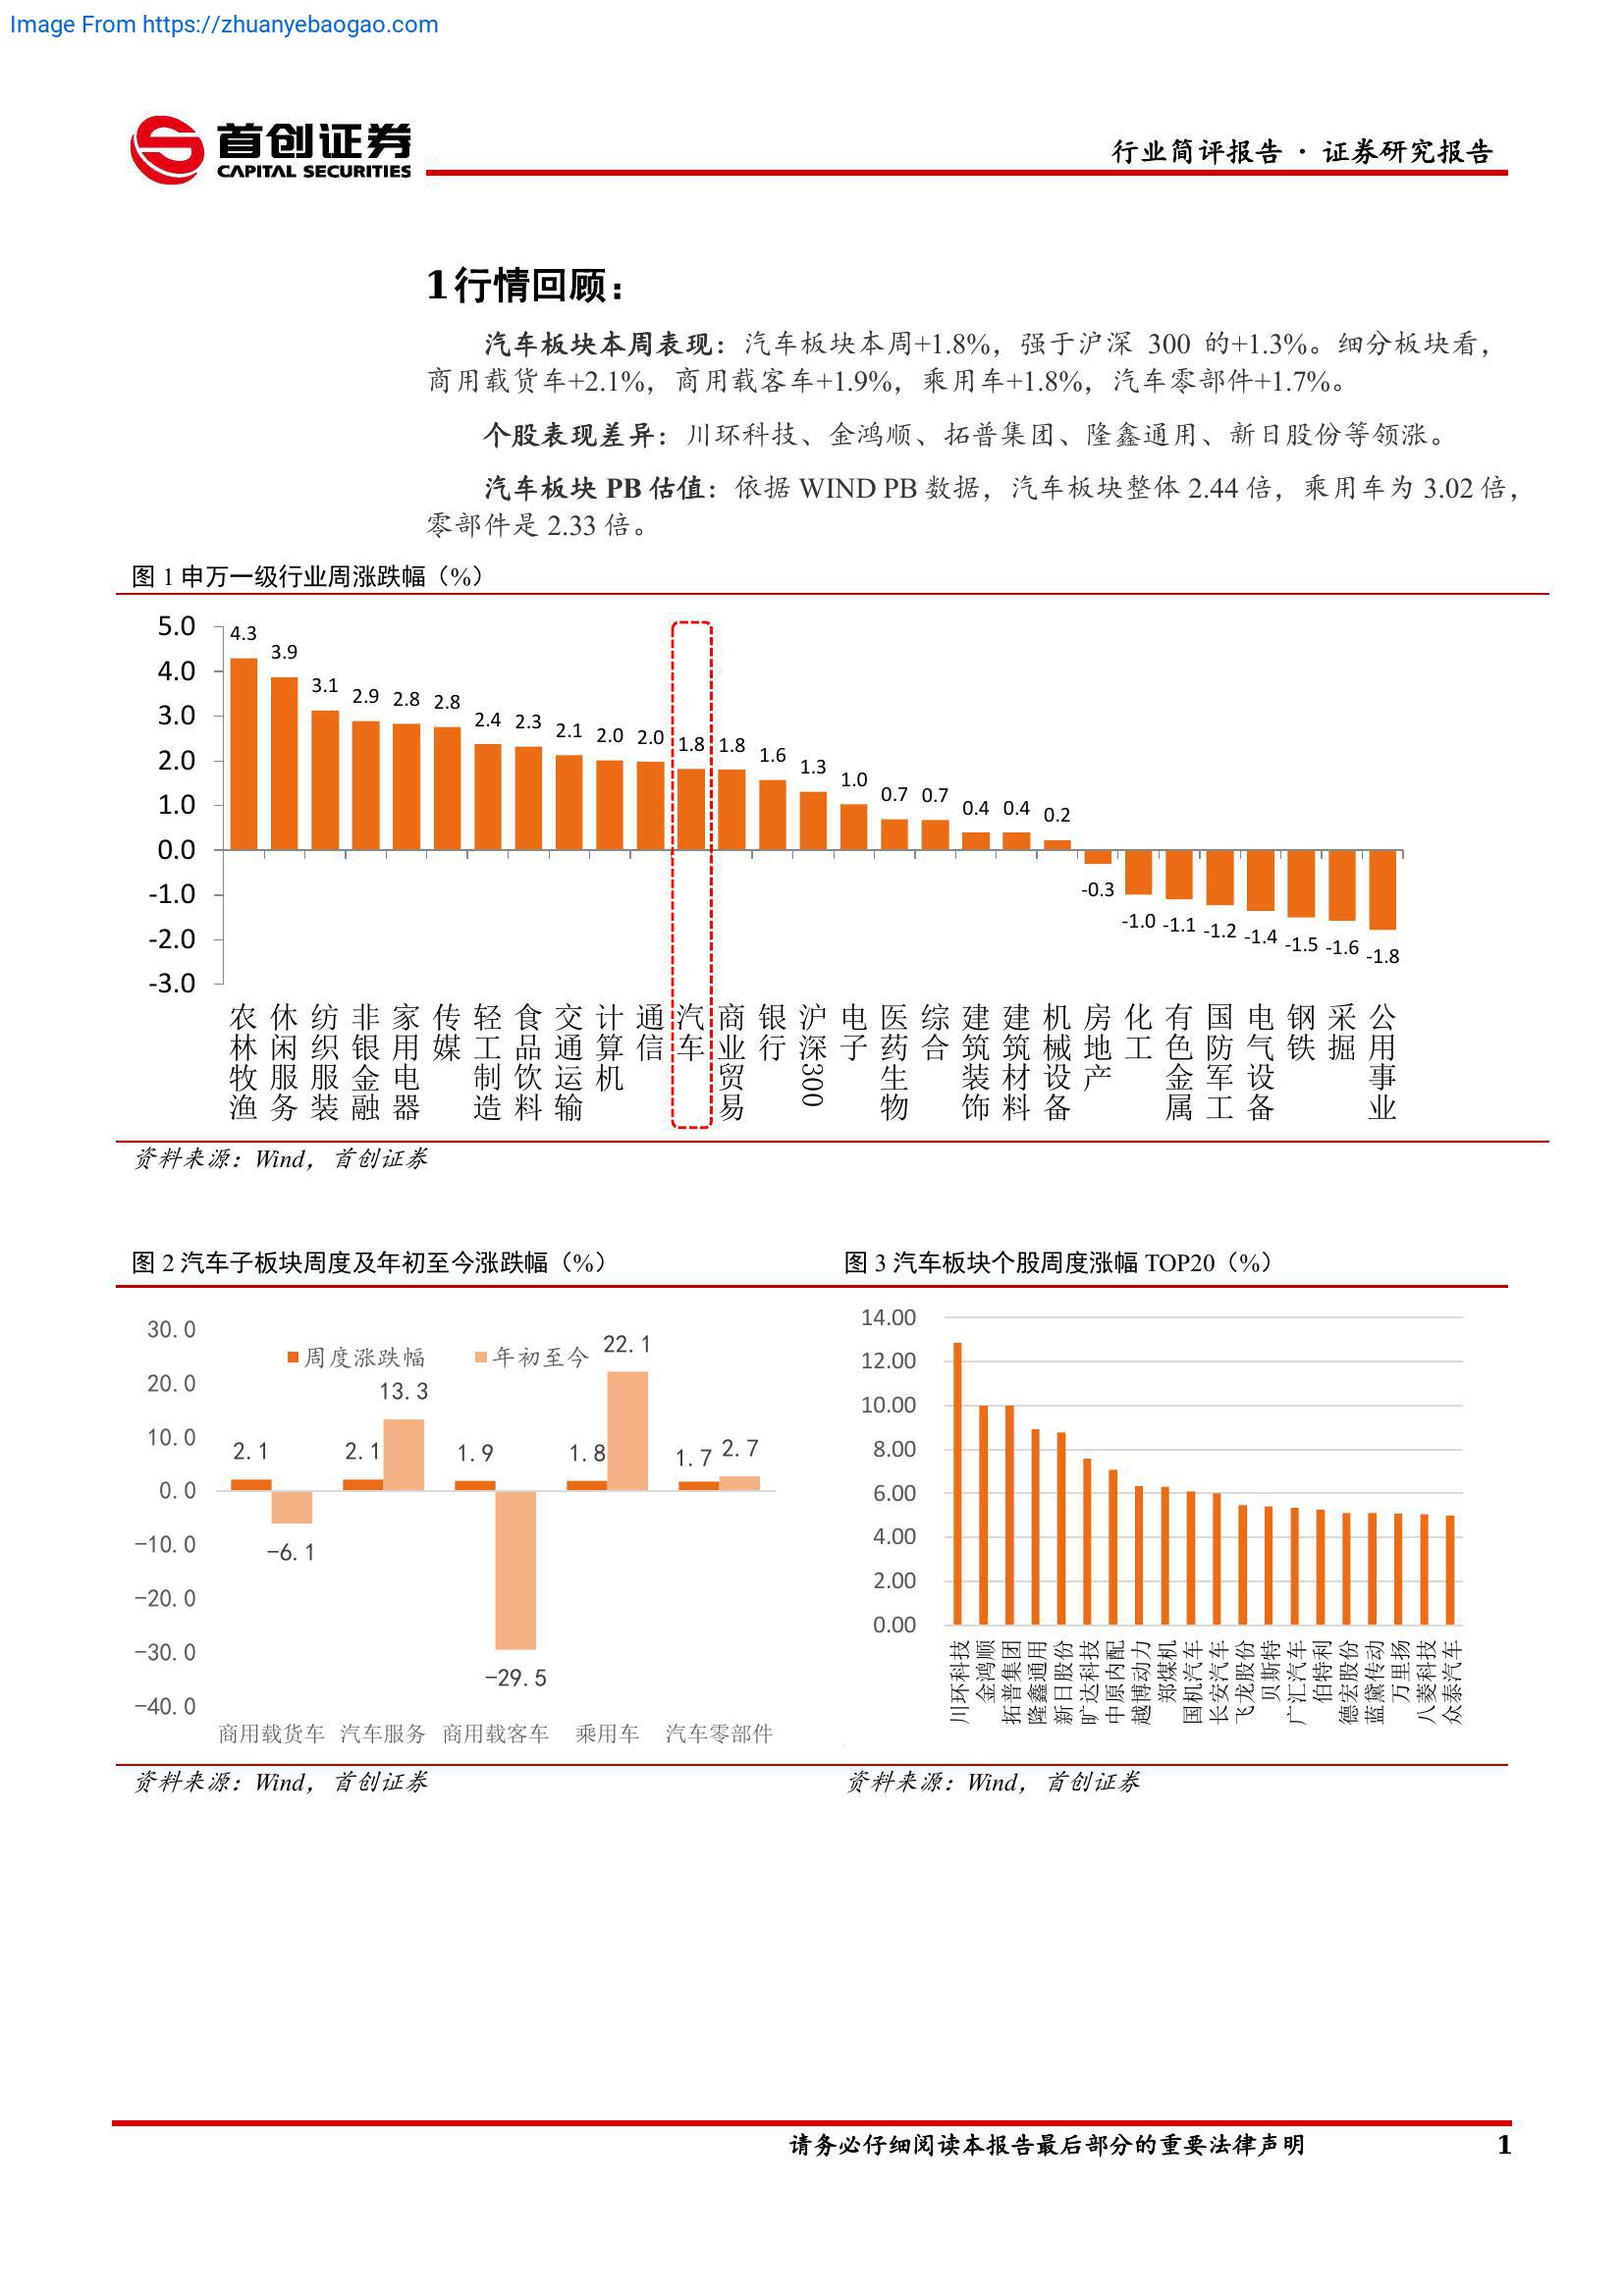 Image From https://zhuanyebaogao.com
首创证券
CAPITAL SECURITIES
行业简评报告 · 证券研究报告
1行情回顾：
汽车板块本周表现：汽车板块本周+1.8%，强于沪深 300 的+1.3%。细分板块看，
商用载货车+2.1%，商用载客车+1.9%，乘用车+1.8%，汽车零部件+1.7%。
个股表现差异：川环科技、金鸿顺、拓普集团、隆鑫通用、新日股份等领涨。
汽车板块 PB 估值：依据 WIND PB 数据，汽车板块整体 2.44 倍，乘用车为 3.02 倍，
零部件是 2.33 倍。
图 1 申万一级行业周涨跌幅（%）
5.0
4.0
3.0
2.0
1.0
0.0
-1.0
-2.0
-3.0
4.3 3.9 3.1 2.9 2.8 2.8 2.4 2.3 2.1 2.0 2.0 1.8 1.8 1.6 1.3 1.0 0.7 0.7 0.4 0.4 0.2 -0.3 -1.0 -1.1 -1.2 -1.4 -1.5 -1.6 -1.8
农林牧渔 休闲服务 纺织服装 非银金融 家用电器 传媒 轻工制造 食品饮料 交通运输 计算机 通信 汽车 商业贸易 银行 沪深300 电子 医药生物 综合 建筑装饰 建筑材料 机械设备 房地产 化工 有色金属 国防军工 电气设备 钢铁 采掘 公用事业
资料来源：Wind，首创证券
图 2 汽车子板块周度及年初至今涨跌幅（%）
30.0
20.0
10.0
0.0
-10.0
-20.0
-30.0
-40.0
周度涨跌幅 年初至今
2.1 -6.1 2.1 13.3 1.9 -29.5 1.8 22.1 1.7 2.7
商用载货车 汽车服务 商用载客车 乘用车 汽车零部件
资料来源：Wind，首创证券
图 3 汽车板块个股周度涨幅 TOP20（%）
14.00
12.00
10.00
8.00
6.00
4.00
2.00
0.00
川环科技 金鸿顺 拓普集团 隆鑫通用 新日股份 旷达科技 中原内配 越博动力 郑煤机 国机汽车 长安汽车 飞龙股份 贝斯特 广汇汽车 伯特利 德宏股份 蓝黛传动 万里扬 八菱科技 众泰汽车
资料来源：Wind，首创证券
请务必仔细阅读本报告最后部分的重要法律声明
1